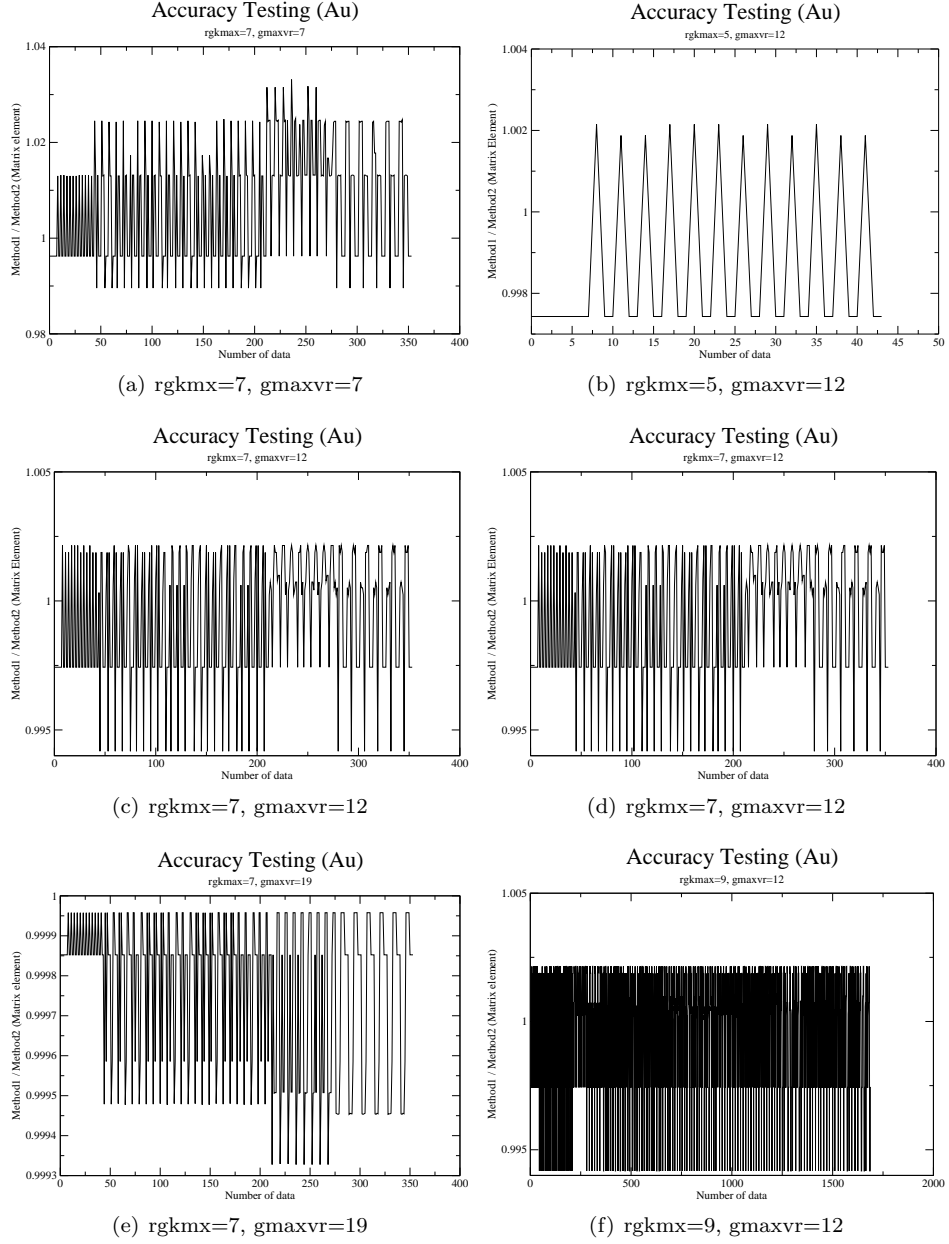 Accuracy Testing (Au)
rgkmax=7, gmaxvr=7
1.04
1.02
1
0.98
Method1 / Method2 (Matrix element)
0 50 100 150 200 250 300 350 400
Number of data
(a) rgkmx=7, gmaxvr=7
Accuracy Testing (Au)
rgkmax=5, gmaxvr=12
1.004
1.002
1
0.998
Method1 / Method2 (Matrix Element )
0 5 10 15 20 25 30 35 40 45 50
Number of data
(b) rgkmx=5, gmaxvr=12
Accuracy Testing (Au)
rgkmax=7, gmaxvr=12
1.005
1
0.995
Method1 / Method2 (Matrix Element)
0 100 200 300 400
Number of data
(c) rgkmx=7, gmaxvr=12
Accuracy Testing (Au)
rgkmax=7, gmaxvr=12
1.005
1
0.995
Method1 / Method2 (Matrix Element)
0 100 200 300 400
Number of data
(d) rgkmx=7, gmaxvr=12
Accuracy Testing (Au)
rgkmax=7, gmaxvr=19
1
0.9999
0.9998
0.9997
0.9996
0.9995
0.9994
0.9993
Method1 / Method2 (Matrix element)
0 50 100 150 200 250 300 350 400
Number of data
(e) rgkmx=7, gmaxvr=19
Accuracy Testing (Au)
rgkmax=9, gmaxvr=12
1.005
1
0.995
Method1 / Method2 (Matrix element)
0 500 1000 1500 2000
Number of data
(f) rgkmx=9, gmaxvr=12